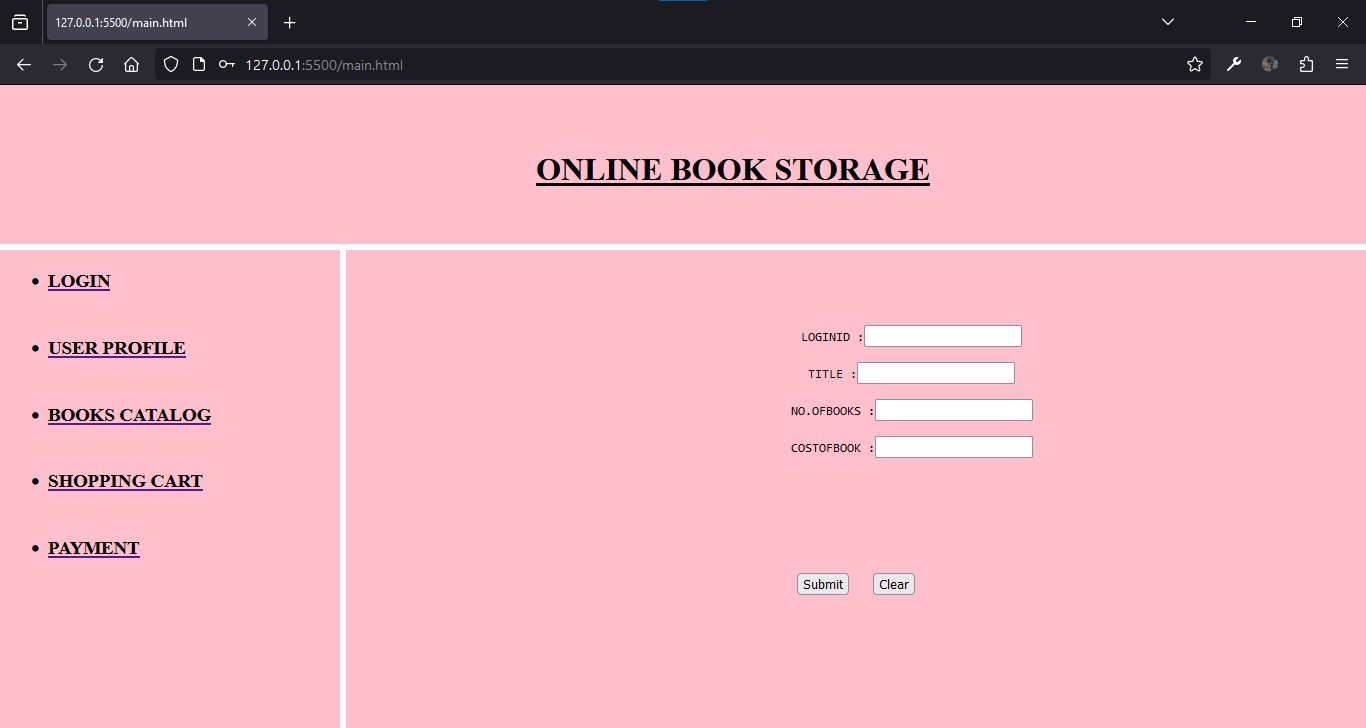 127.0.0.1:5500/main.html
127.0.0.1:5500/main.html
ONLINE BOOK STORAGE
LOGIN
USER PROFILE
BOOKS CATALOG
SHOPPING CART
PAYMENT
LOGINID :
TITLE :
NO.OFBOOKS :
COSTOFBOOK :
Submit Clear